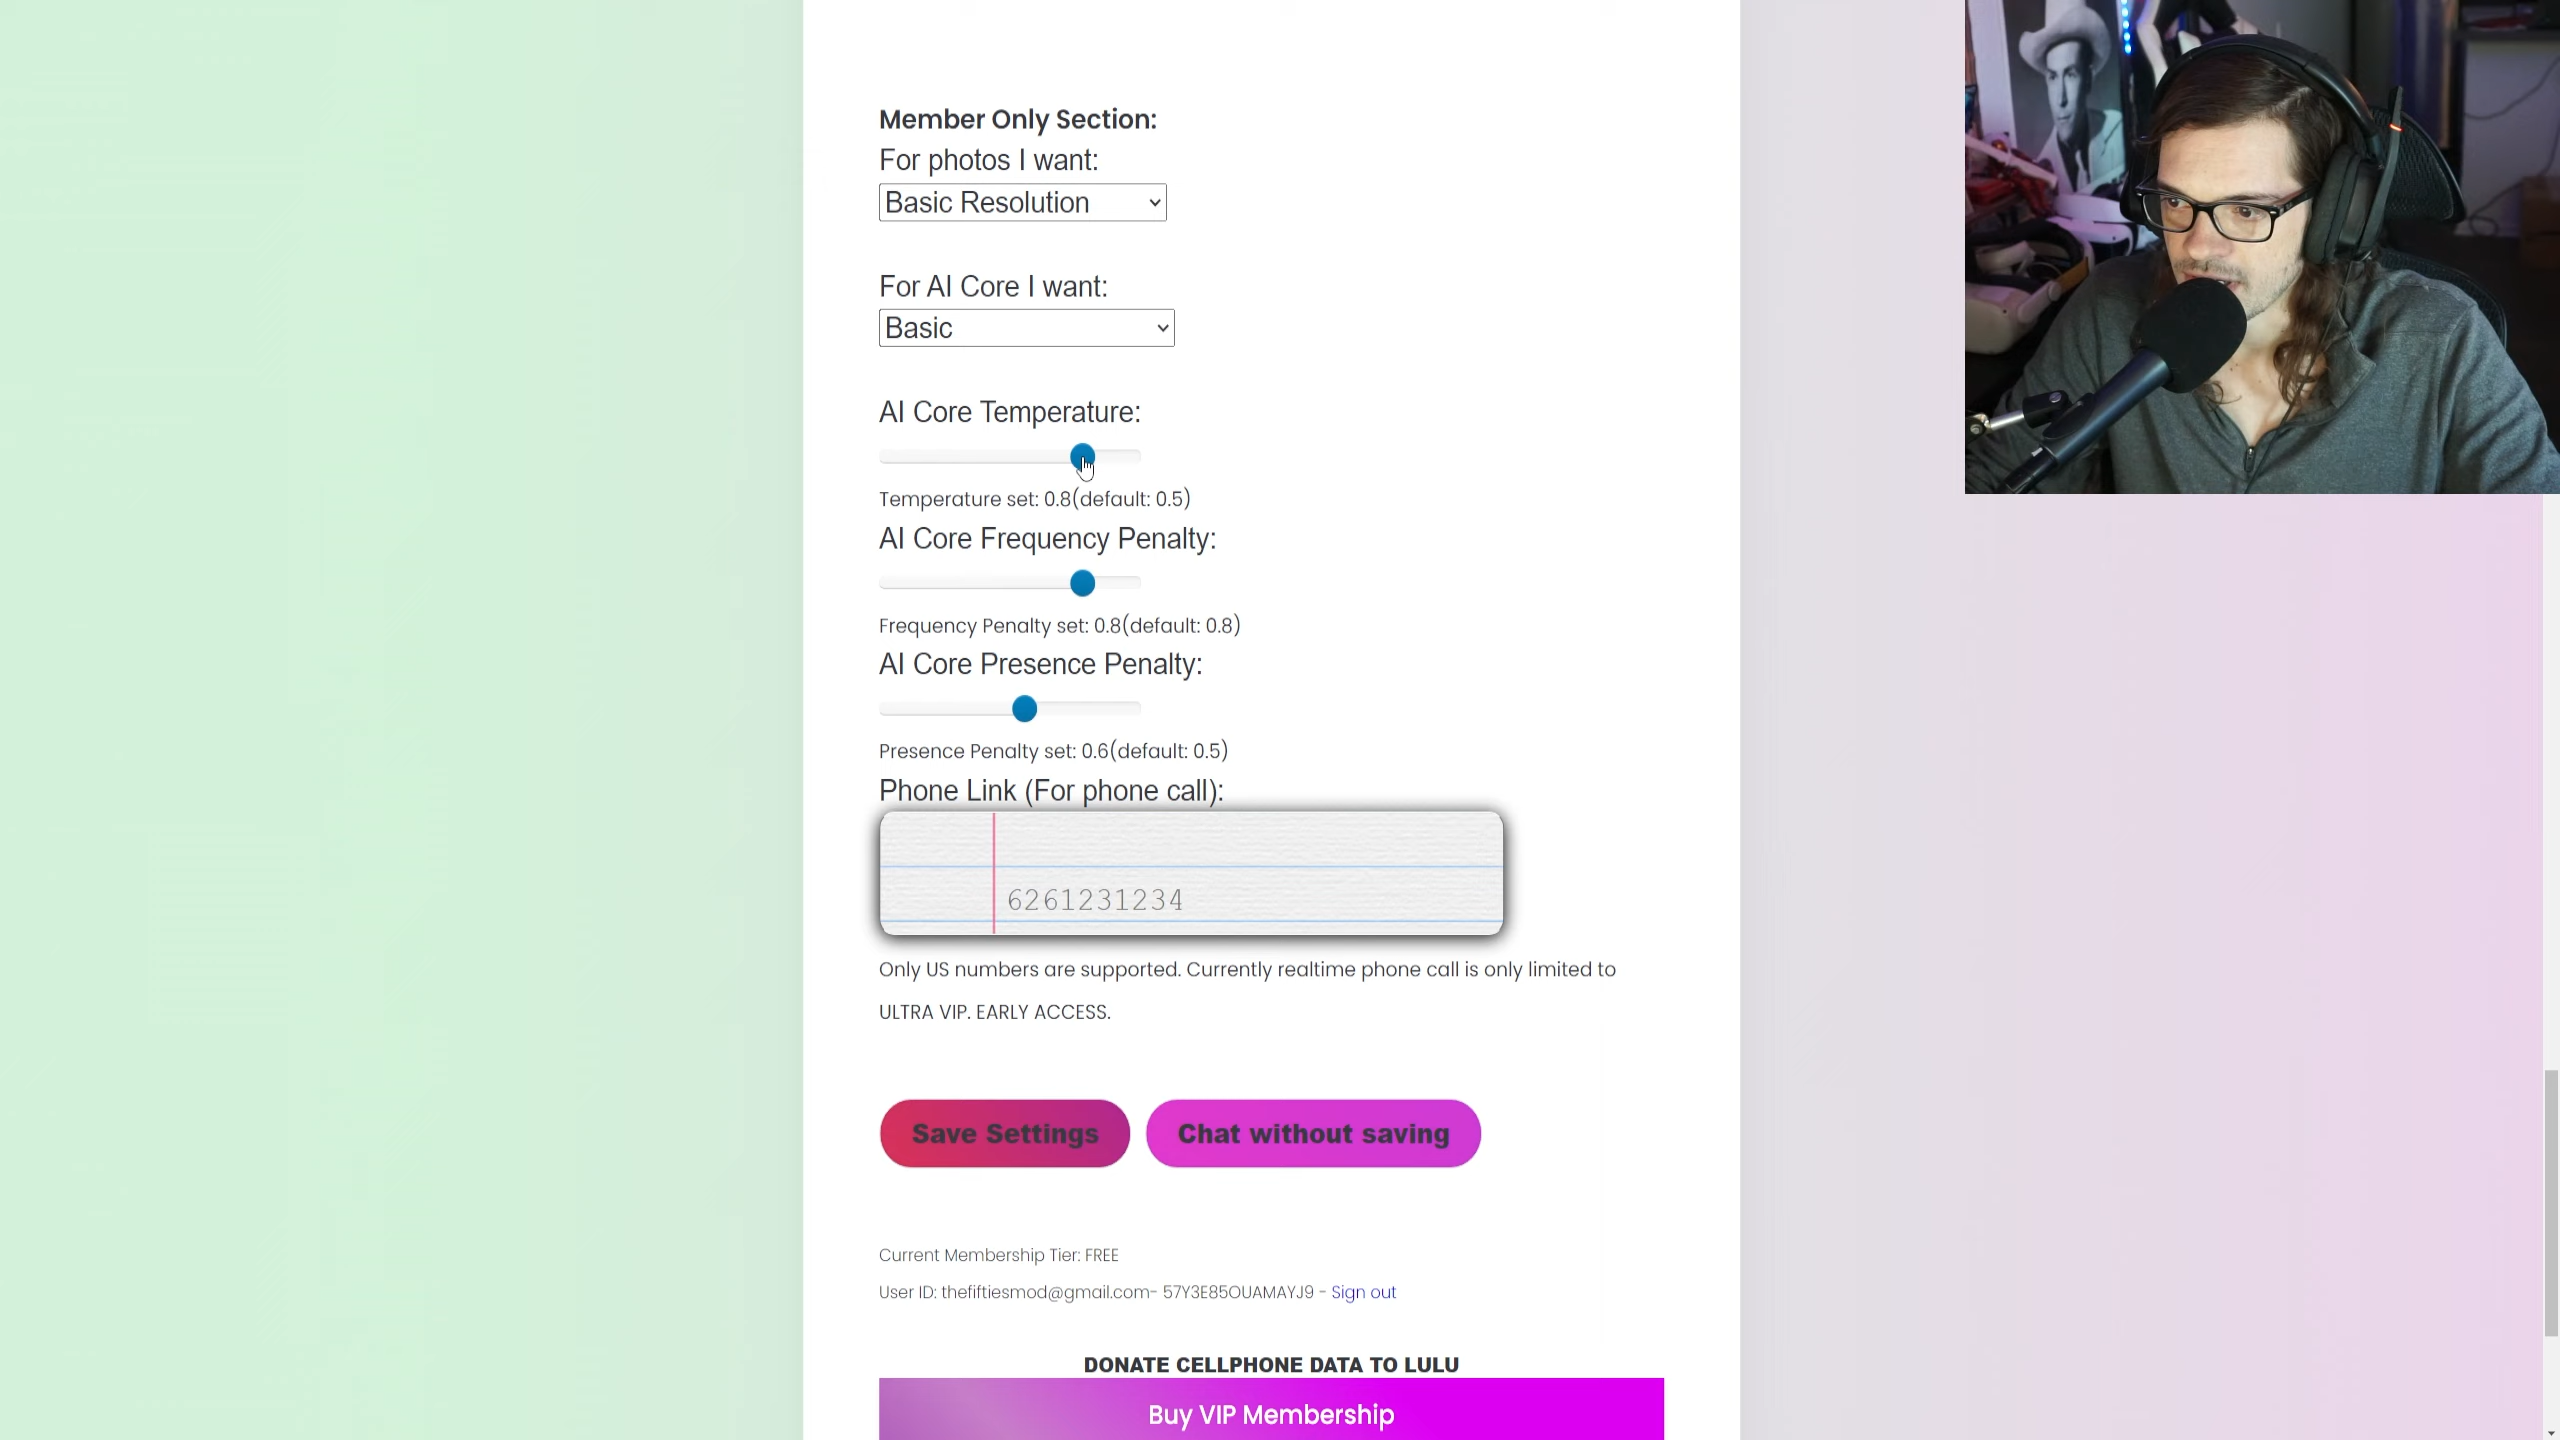 Member Only Section:
For photos I want:
Basic Resolution
For AI Core I want:
Basic
AI Core Temperature:
Temperature set: 0.8(default: 0.5)
AI Core Frequency Penalty:
Frequency Penalty set: 0.8(default: 0.8)
AI Core Presence Penalty:
Presence Penalty set: 0.6(default: 0.5)
Phone Link (For phone call):
6261231234
Only US numbers are supported. Currently realtime phone call is only limited to
ULTRA VIP. EARLY ACCESS.
Save Settings
Chat without saving
Current Membership Tier: FREE
User ID: thefiftiesmod@gmail.com- 57Y3E85OUAMAYJ9 - Sign out
DONATE CELLPHONE DATA TO LULU
Buy VIP Membership